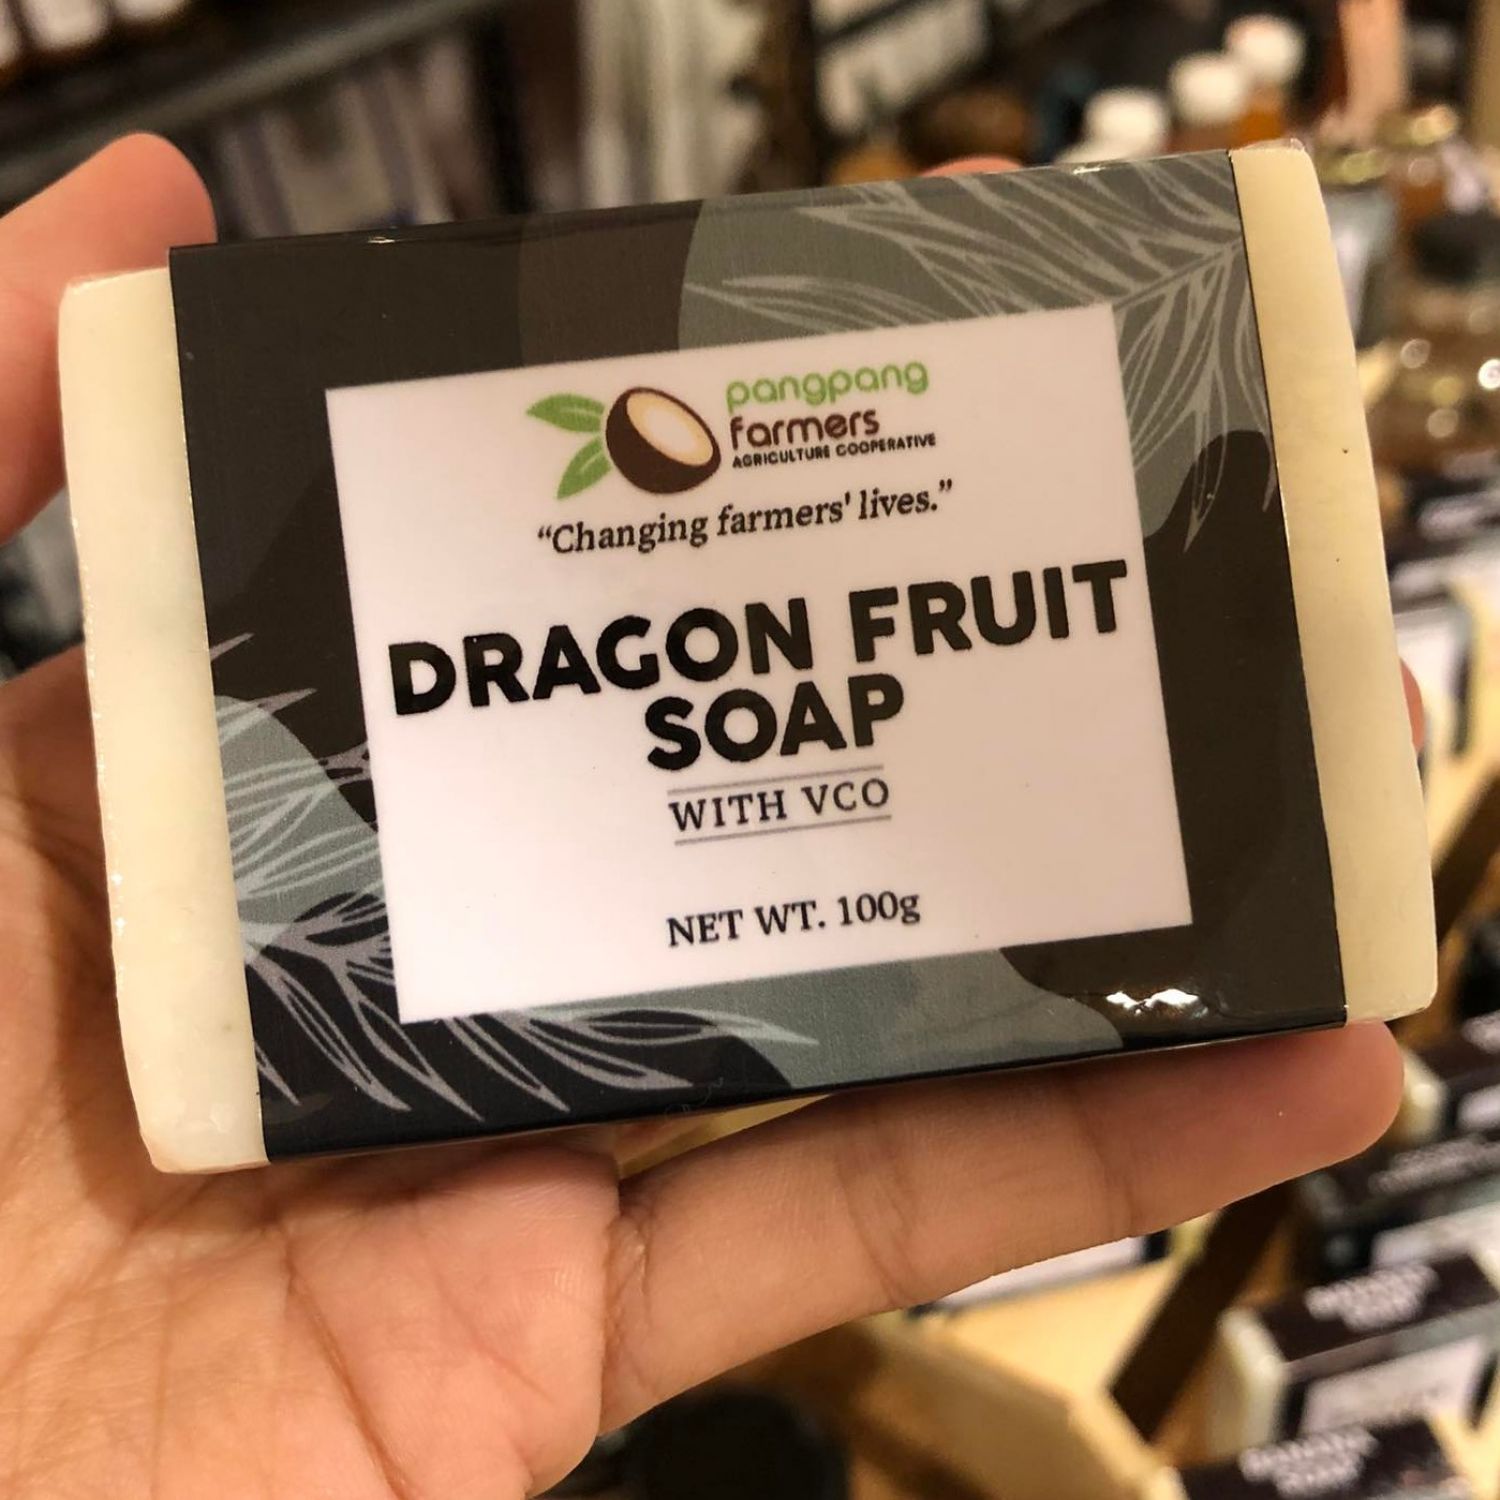 pangpang
farmers
AGRICULTURE COOPERATIVE
“Changing farmers' lives.”
DRAGON FRUIT
SOAP
WITH VCO
NET WT. 100g